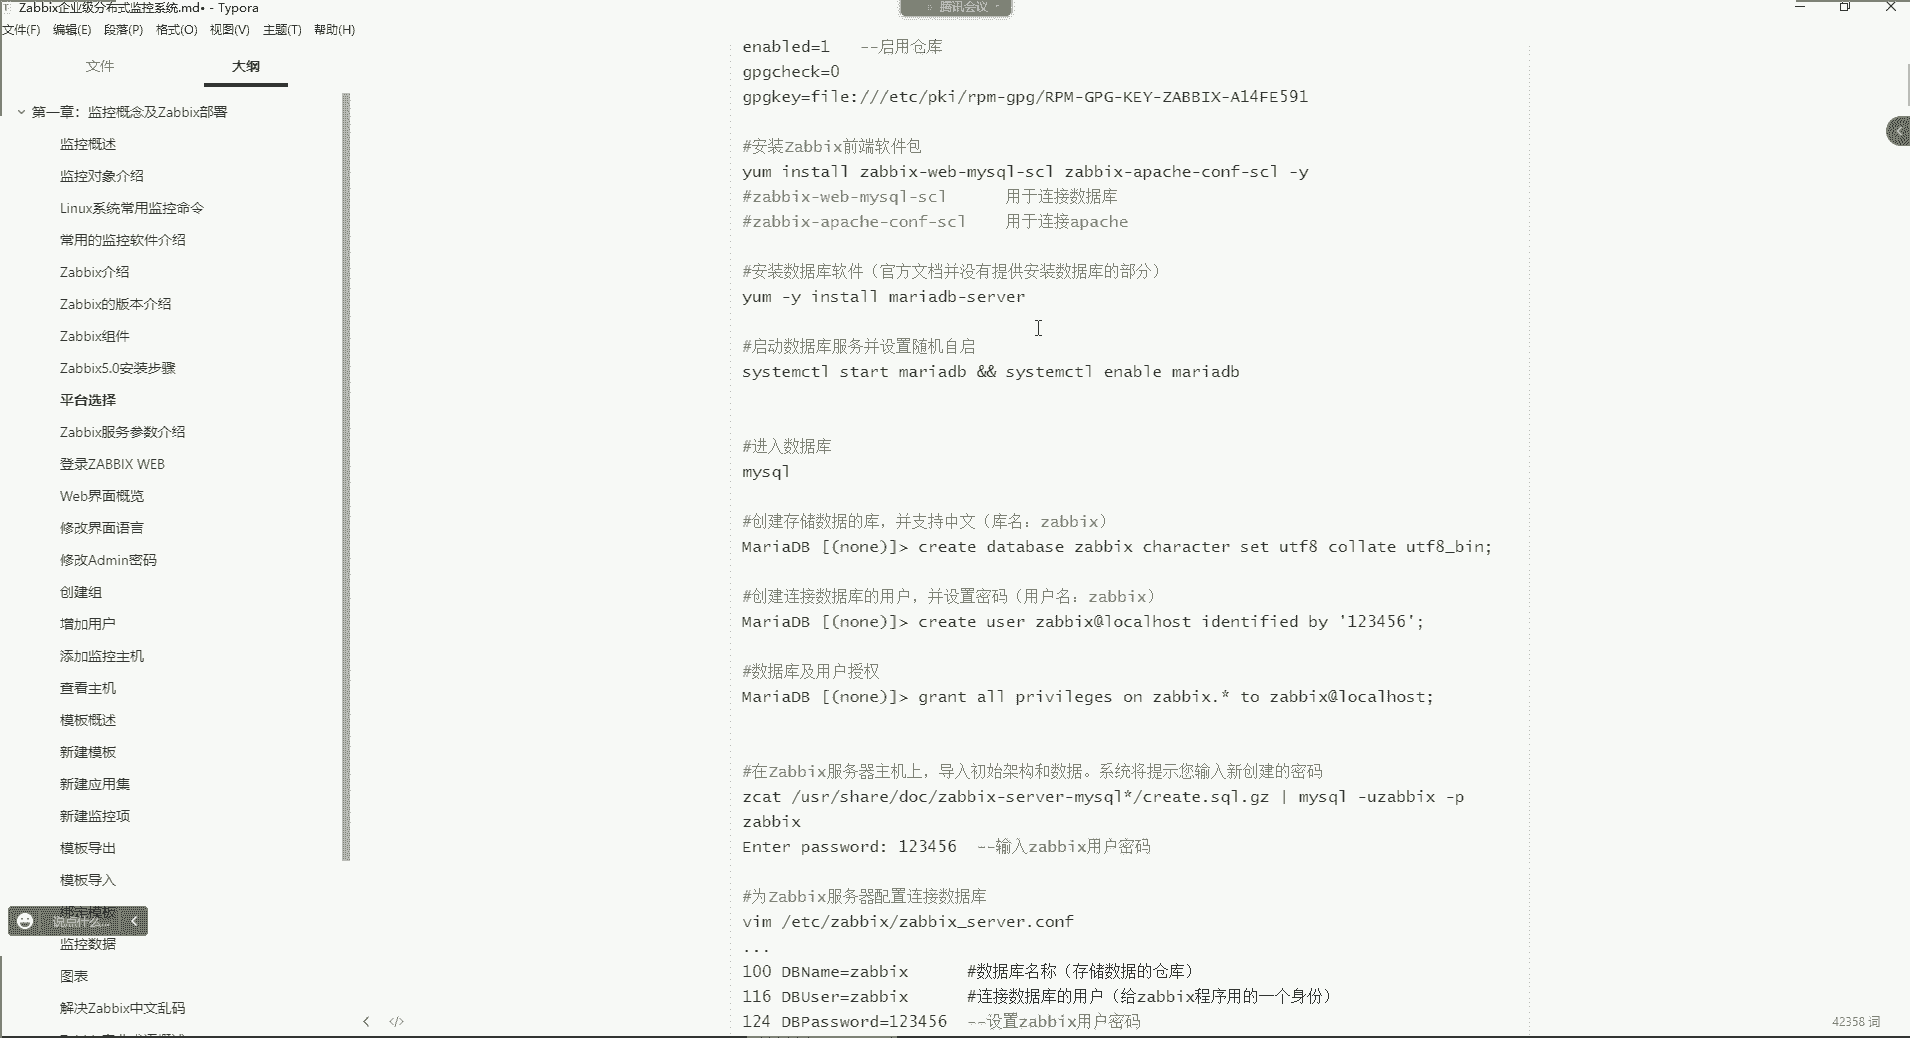 Zabbix企业级分布式监控系统.md• - Typora
腾讯会议
文件(F) 编辑(E) 段落(P) 格式(O) 视图(V) 主题(T) 帮助(H)
文件 大纲
第一章：监控概念及Zabbix部署
监控概述
监控对象介绍
Linux系统常用监控命令
常用的监控软件介绍
Zabbix介绍
Zabbix的版本介绍
Zabbix组件
Zabbix5.0安装步骤
平台选择
Zabbix服务参数介绍
登录ZABBIX WEB
Web界面概览
修改界面语言
修改Admin密码
创建组
增加用户
添加监控主机
查看主机
模板概述
新建模板
新建应用集
新建监控项
模板导出
模板导入
绑定模板
说点什么...
监控数据
图表
解决Zabbix中文乱码
enabled=1 --启用仓库
gpgcheck=0
gpgkey=file:///etc/pki/rpm-gpg/RPM-GPG-KEY-ZABBIX-A14FE591
#安装Zabbix前端软件包
yum install zabbix-web-mysql-scl zabbix-apache-conf-scl -y
#zabbix-web-mysql-scl 用于连接数据库
#zabbix-apache-conf-scl 用于连接apache
#安装数据库软件（官方文档并没有提供安装数据库的部分）
yum -y install mariadb-server
#启动数据库服务并设置随机自启
systemctl start mariadb && systemctl enable mariadb
#进入数据库
mysql
#创建存储数据的库，并支持中文（库名：zabbix）
MariaDB [(none)]> create database zabbix character set utf8 collate utf8_bin;
#创建连接数据库的用户，并设置密码（用户名：zabbix）
MariaDB [(none)]> create user zabbix@localhost identified by '123456';
#数据库及用户授权
MariaDB [(none)]> grant all privileges on zabbix.* to zabbix@localhost;
#在Zabbix服务器主机上，导入初始架构和数据。系统将提示您输入新创建的密码
zcat /usr/share/doc/zabbix-server-mysql*/create.sql.gz | mysql -uzabbix -p
zabbix
Enter password: 123456 --输入zabbix用户密码
#为Zabbix服务器配置连接数据库
vim /etc/zabbix/zabbix_server.conf
...
100 DBName=zabbix #数据库名称（存储数据的仓库）
116 DBUser=zabbix #连接数据库的用户（给zabbix程序用的一个身份）
124 DBPassword=123456 --设置zabbix用户密码
42358 词